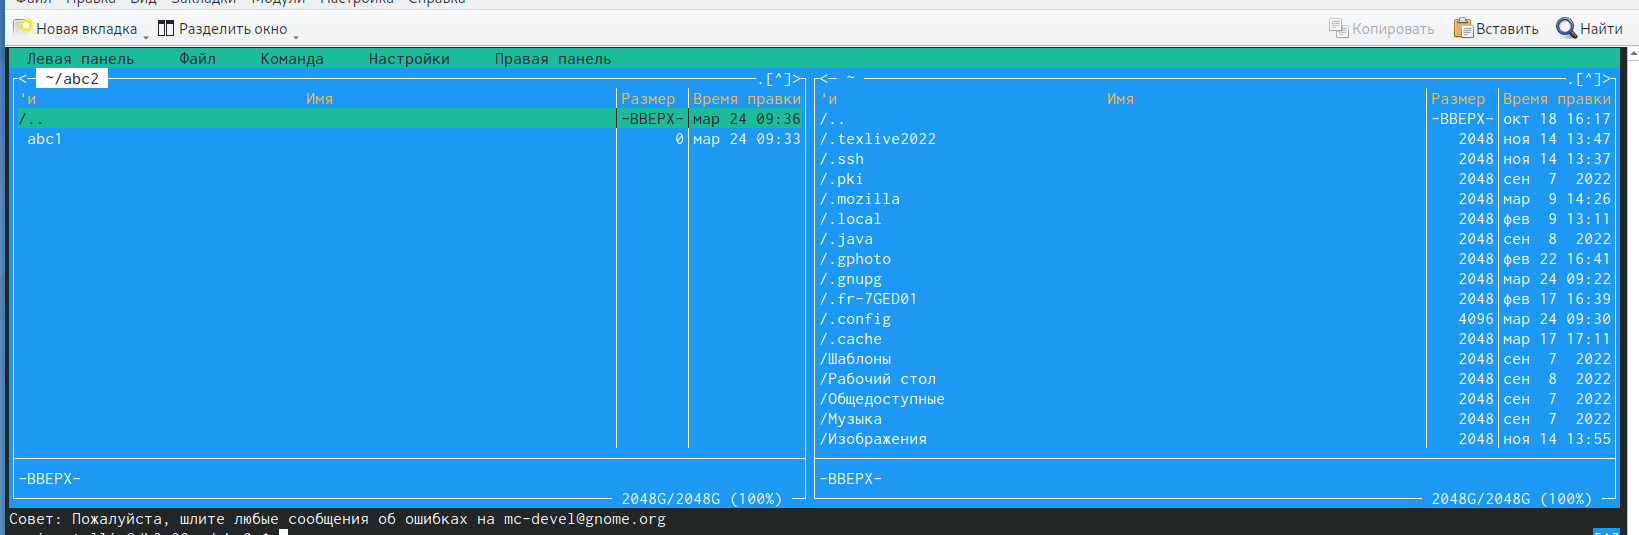 Файл Правка Вид Закладки Модули Настройка Справка
Новая вкладка Разделить окно Копировать Вставить Найти
Левая панель Файл Команда Настройки Правая панель
<─ ~/abc2 .[^]> <─ ~ .[^]>
'и Имя Размер Время правки 'и Имя Размер Время правки
/.. -ВВЕРХ- мар 24 09:36 /.. -ВВЕРХ- окт 18 16:17
abc1 0 мар 24 09:33 /.texlive2022 2048 ноя 14 13:47
/.ssh 2048 ноя 14 13:37
/.pki 2048 сен 7 2022
/.mozilla 2048 мар 9 14:26
/.local 2048 фев 9 13:11
/.java 2048 сен 8 2022
/.gphoto 2048 фев 22 16:41
/.gnupg 2048 мар 24 09:22
/.fr-7GED01 2048 фев 17 16:39
/.config 4096 мар 24 09:30
/.cache 2048 мар 17 17:11
/Шаблоны 2048 сен 7 2022
/Рабочий стол 2048 сен 8 2022
/Общедоступные 2048 сен 7 2022
/Музыка 2048 сен 7 2022
/Изображения 2048 ноя 14 13:55
-ВВЕРХ- -ВВЕРХ-
2048G/2048G (100%) 2048G/2048G (100%)
Совет: Пожалуйста, шлите любые сообщения об ошибках на mc-devel@gnome.org